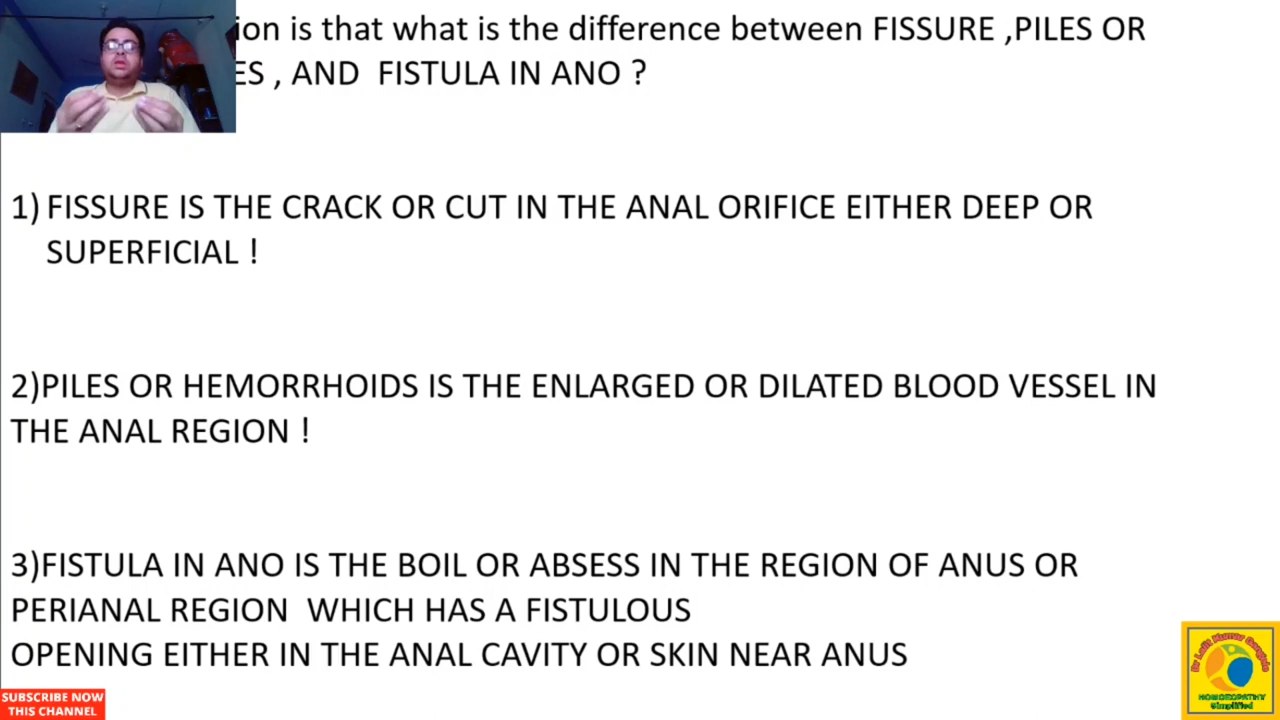 ion is that what is the difference between FISSURE ,PILES OR
ES , AND FISTULA IN ANO ?
1) FISSURE IS THE CRACK OR CUT IN THE ANAL ORIFICE EITHER DEEP OR
SUPERFICIAL !
2)PILES OR HEMORRHOIDS IS THE ENLARGED OR DILATED BLOOD VESSEL IN
THE ANAL REGION !
3)FISTULA IN ANO IS THE BOIL OR ABSESS IN THE REGION OF ANUS OR
PERIANAL REGION WHICH HAS A FISTULOUS
OPENING EITHER IN THE ANAL CAVITY OR SKIN NEAR ANUS
SUBSCRIBE NOW
THIS CHANNEL
HOMOEOPATHY
Simplified